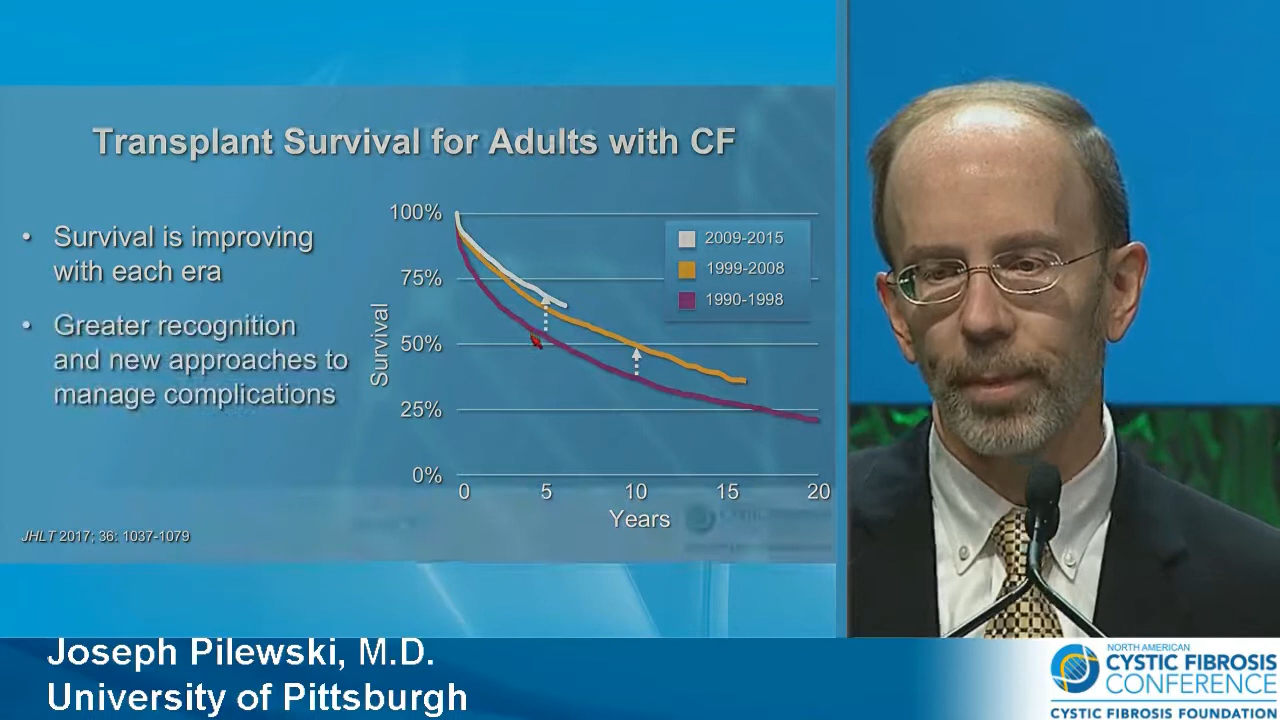 Transplant Survival for Adults with CF
• Survival is improving
with each era
• Greater recognition
and new approaches to
manage complications
Survival
100%
75%
50%
25%
0%
2009-2015
1999-2008
1990-1998
0 5 10 15 20
Years
JHLT 2017; 36: 1037-1079
Joseph Pilewski, M.D.
University of Pittsburgh
NORTH AMERICAN
CYSTIC FIBROSIS
CONFERENCE
CYSTIC FIBROSIS FOUNDATION